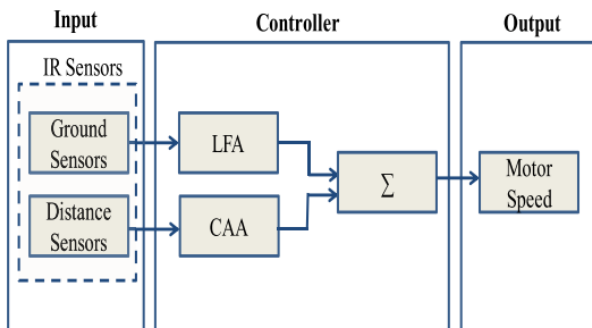 Input
Controller
Output
IR Sensors
Ground
Sensors
LFA
Distance
Sensors
CAA
Σ
Motor
Speed